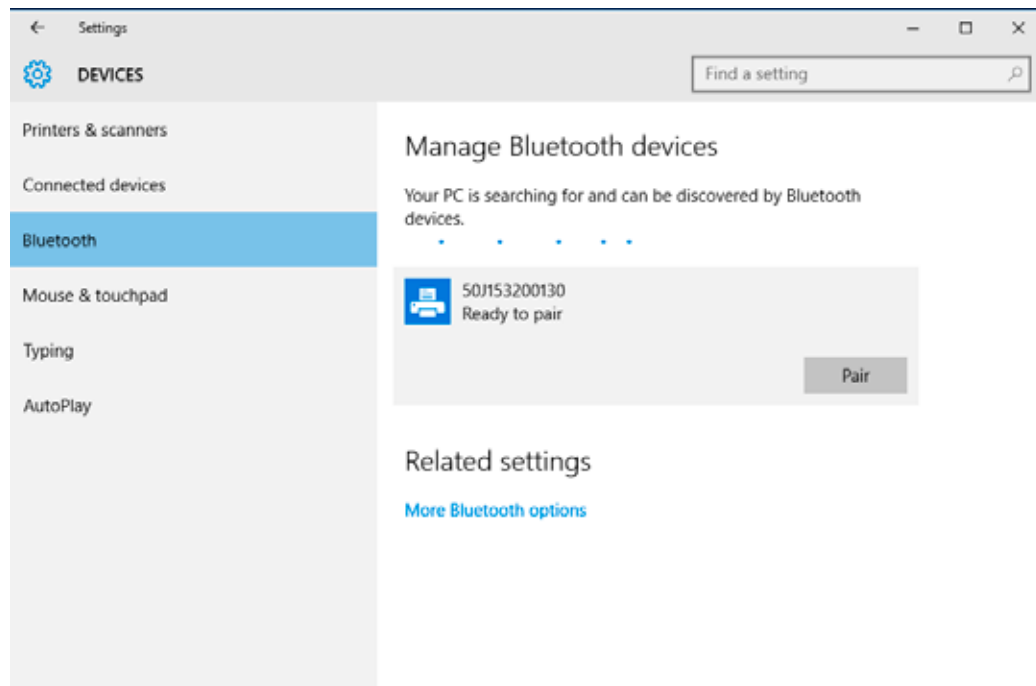 Settings
DEVICES
Find a setting
Printers & scanners
Connected devices
Bluetooth
Mouse & touchpad
Typing
AutoPlay
Manage Bluetooth devices
Your PC is searching for and can be discovered by Bluetooth
devices.
50J153200130
Ready to pair
Pair
Related settings
More Bluetooth options